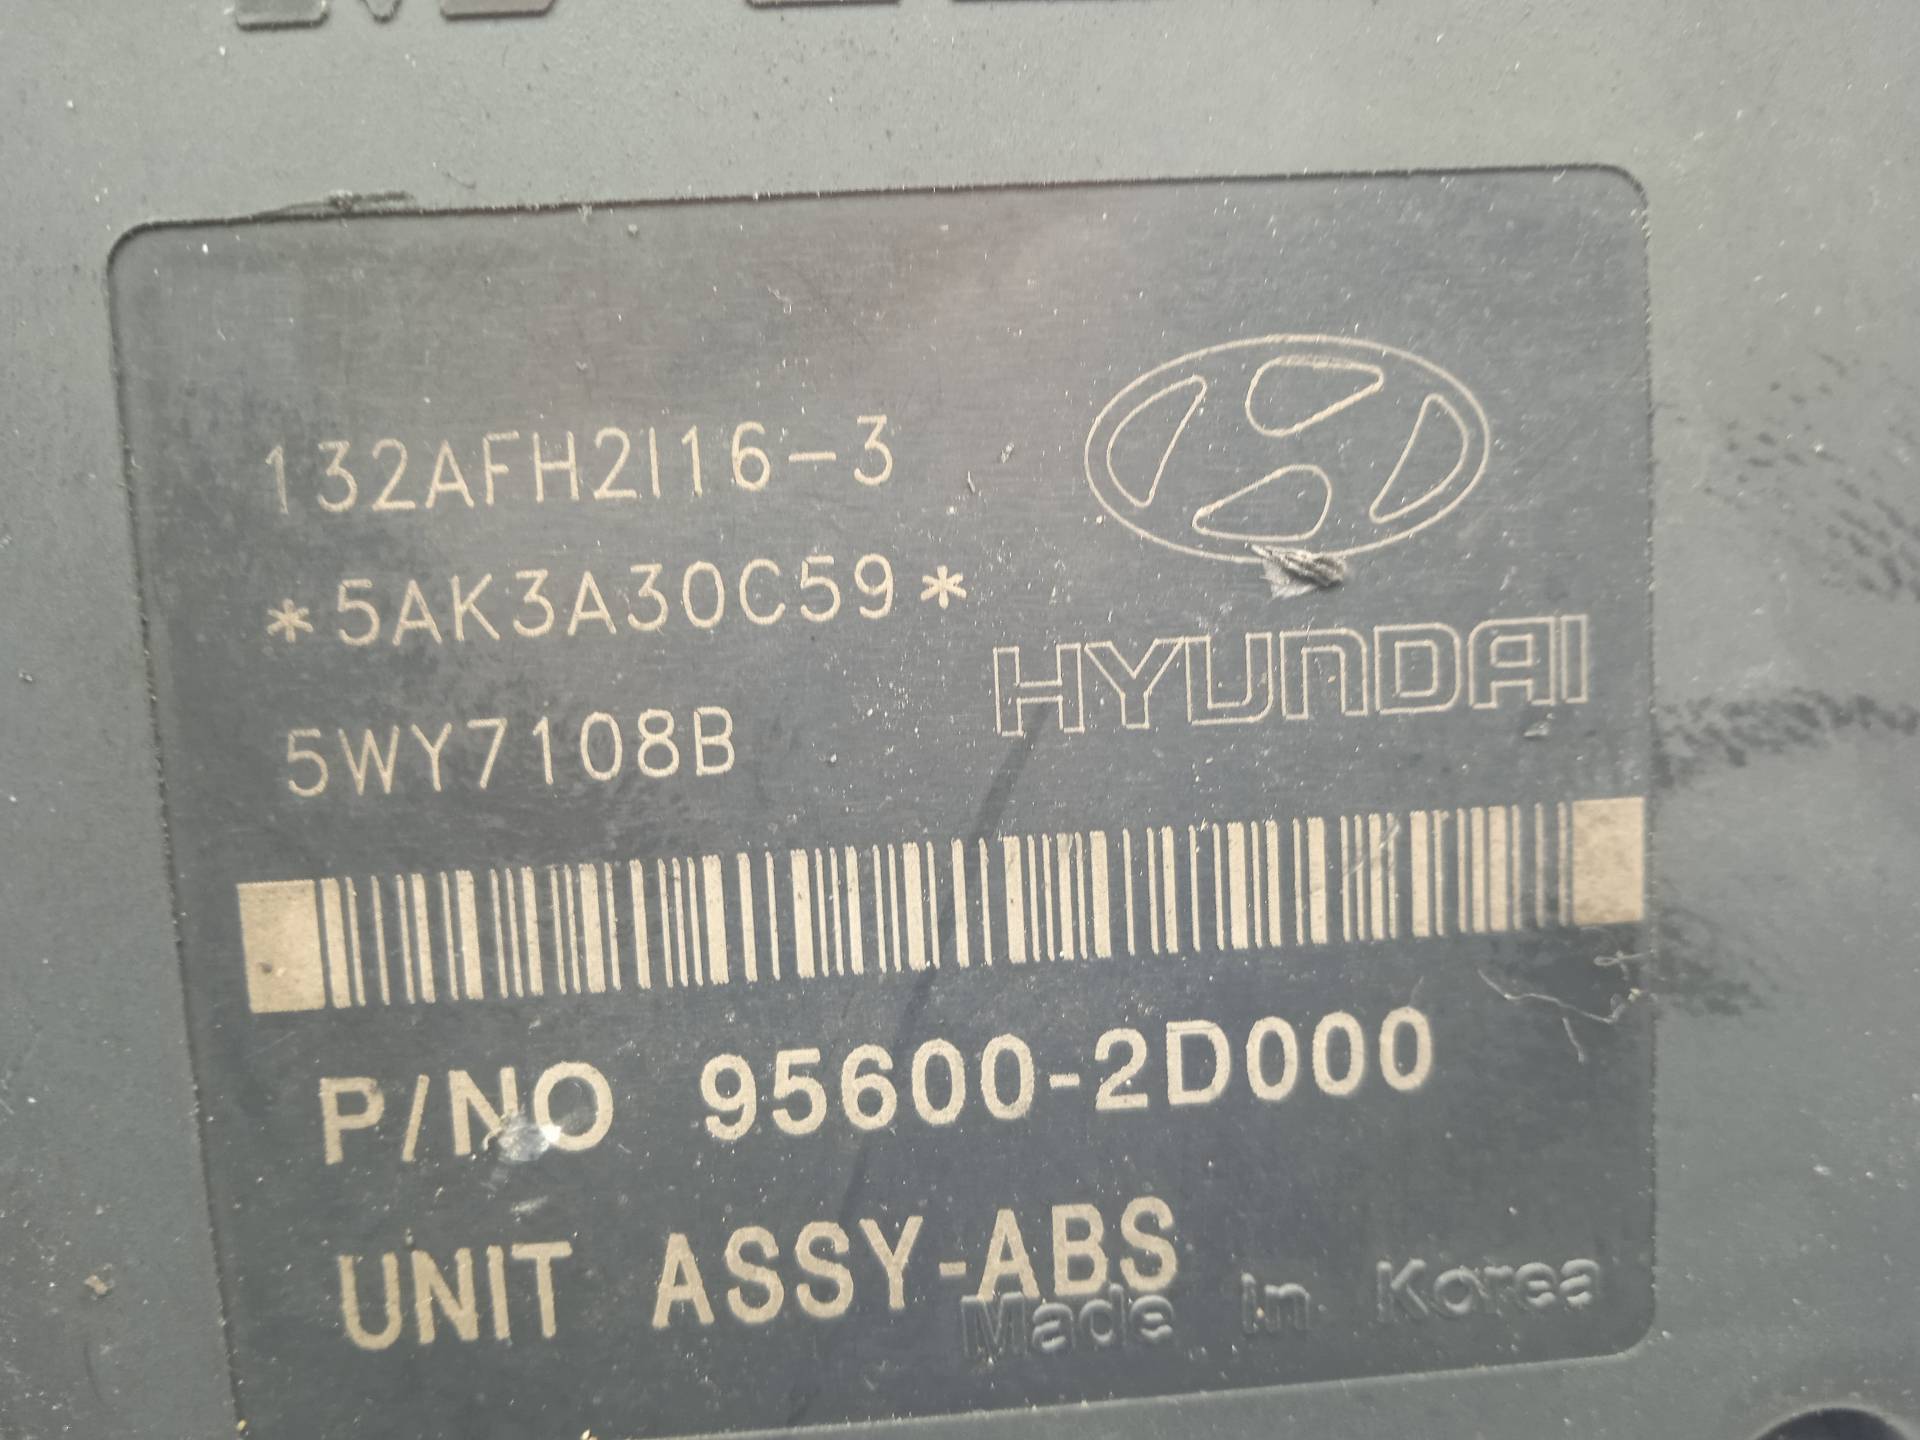 132AFH2I16-3
*5AK3A30C59*
HYUNDAI
5WY7108B
P/NO 95600-2D000
UNIT ASSY-ABS
Made in Korea